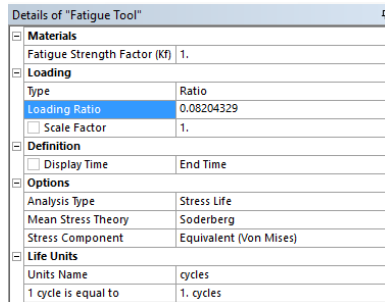 Details of "Fatigue Tool"
Materials
Fatigue Strength Factor (Kf) 1.
Loading
Type Ratio
Loading Ratio 0.08204329
Scale Factor 1.
Definition
Display Time End Time
Options
Analysis Type Stress Life
Mean Stress Theory Soderberg
Stress Component Equivalent (Von Mises)
Life Units
Units Name cycles
1 cycle is equal to 1. cycles